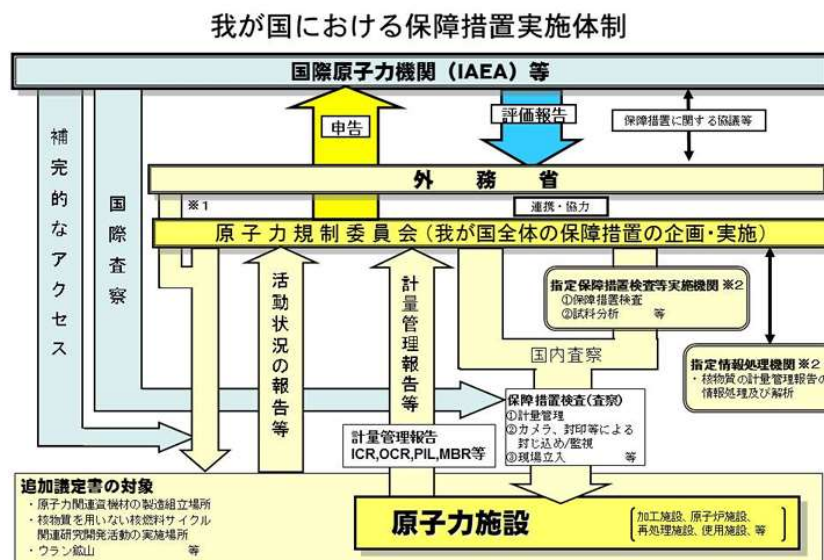 我が国における保障措置実施体制
国際原子力機関（IAEA）等
申告
評価報告
保障措置に関する協議等
補完的なアクセス
国際査察
外務省
※1
連携・協力
原子力規制委員会（我が国全体の保障措置の企画・実施）
活動状況の報告等
計量管理報告等
指定保障措置検査等実施機関※2
①保障措置検査
②試料分析　等
国内査察
指定情報処理機関※2
・核物質の計量管理報告の
情報処理及び解析
保障措置検査（査察）
①計量管理
②カメラ、封印等による
封じ込め/監視
③現場立入　等
計量管理報告
ICR,OCR,PIL,MBR等
追加議定書の対象
・原子力関連資機材の製造組立場所
・核物質を用いない核燃料サイクル
関連研究開発活動の実施場所
・ウラン鉱山　等
原子力施設
加工施設、原子炉施設、
再処理施設、使用施設、等